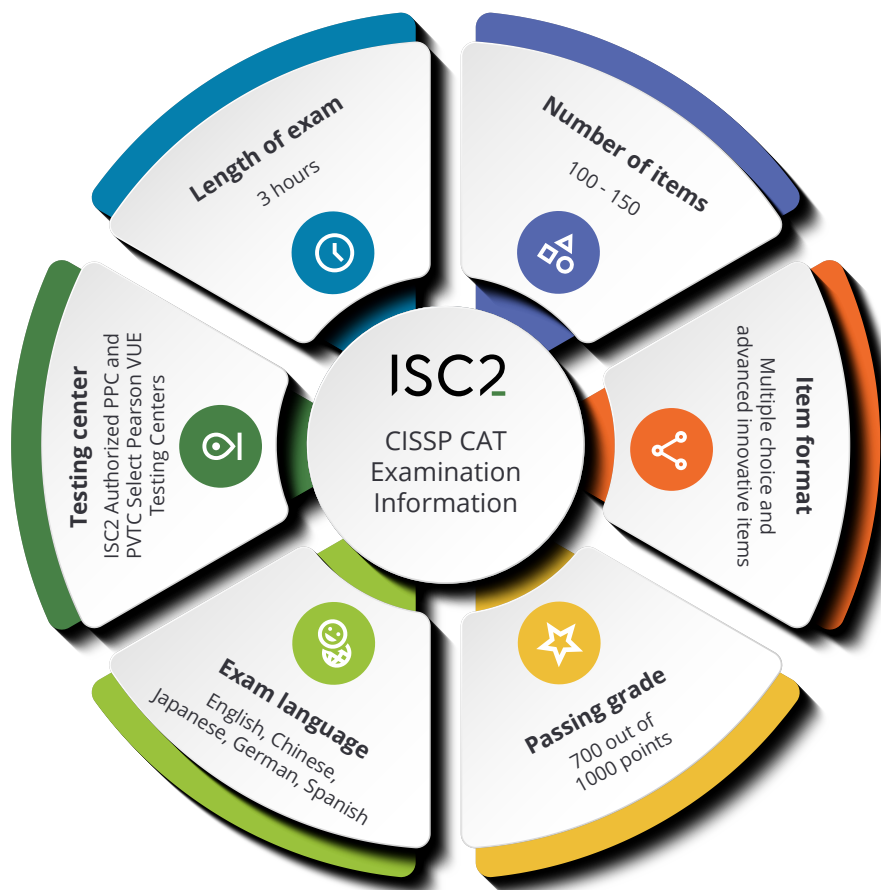 Length of exam
3 hours
Number of items
100 - 150
Item format
Multiple choice and
advanced innovative items
Passing grade
700 out of
1000 points
Exam language
English, Chinese,
Japanese, German, Spanish
Testing center
ISC2 Authorized PPC and
PVTC Select Pearson VUE
Testing Centers
ISC2
CISSP CAT
Examination
Information